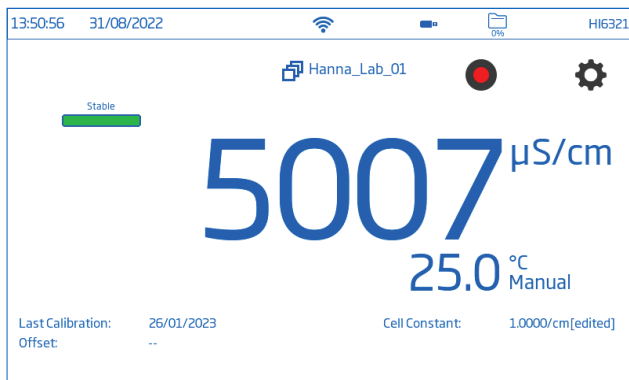 13:50:56 31/08/2022 0% HI6321
Hanna_Lab_01
Stable
5007 µS/cm
25.0 °C
Manual
Last Calibration: 26/01/2023 Cell Constant: 1.0000/cm[edited]
Offset: --